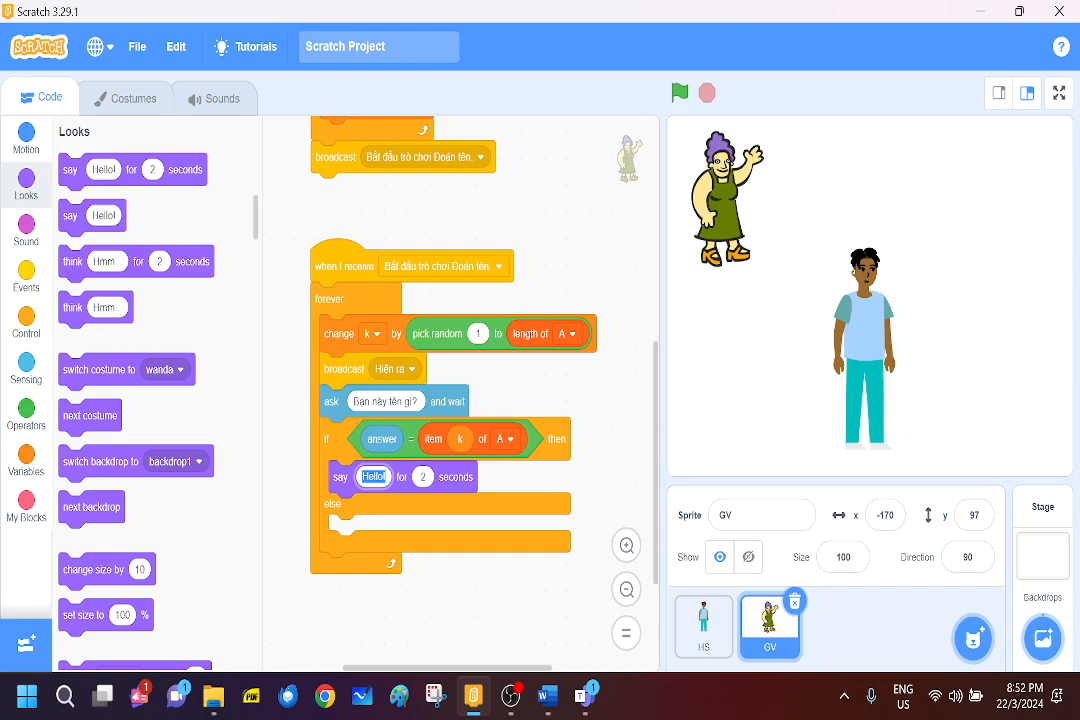 Scratch 3.29.1
SCRATCH File Edit Tutorials Scratch Project ?
Code Costumes Sounds
Motion
Looks
Sound
Events
Control
Sensing
Operators
Variables
My Blocks
Looks
say Hello! for 2 seconds
say Hello!
think Hmm... for 2 seconds
think Hmm...
switch costume to wanda
next costume
switch backdrop to backdrop1
next backdrop
change size by 10
set size to 100 %
broadcast Bắt đầu trò chơi Đoán tên.
when I receive Bắt đầu trò chơi Đoán tên.
forever
change k by pick random 1 to length of A
broadcast Hiện ra
ask Bạn này tên gì? and wait
if answer = item k of A then
say Hello! for 2 seconds
else
Sprite GV x -170 y 97
Show Size 100 Direction 90
HS GV
Stage
Backdrops
1
1
PDF
1
ENG
US
8:52 PM
22/3/2024